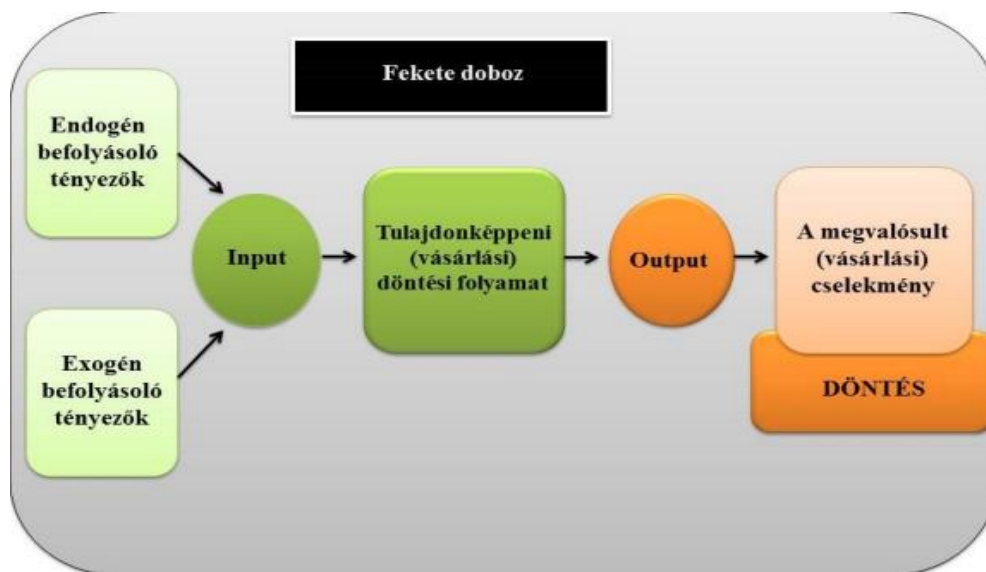 Fekete doboz
Endogén
befolyásoló
tényezők
Exogén
befolyásoló
tényezők
Input
Tulajdonképpeni
(vásárlási)
döntési folyamat
Output
A megvalósult
(vásárlási)
cselekmény
DÖNTÉS